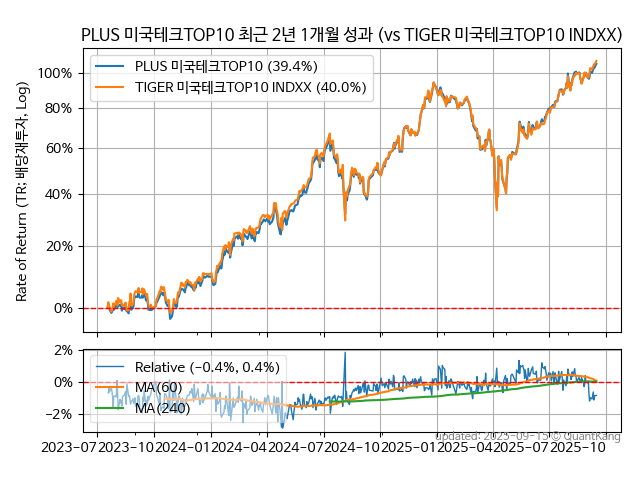 PLUS 미국테크TOP10 최근 2년 1개월 성과 (vs TIGER 미국테크TOP10 INDXX)
PLUS 미국테크TOP10 (39.4%)
TIGER 미국테크TOP10 INDXX (40.0%)
Rate of Return (TR: 배당재투자, Log)
100%
80%
60%
40%
20%
0%
2%
0%
−2%
Relative (−0.4%, 0.4%)
MA(60)
MA(240)
updated: 2025-09-15 © QuantKang
2023-07 2023-10 2024-01 2024-04 2024-07 2024-10 2025-01 2025-04 2025-07 2025-10